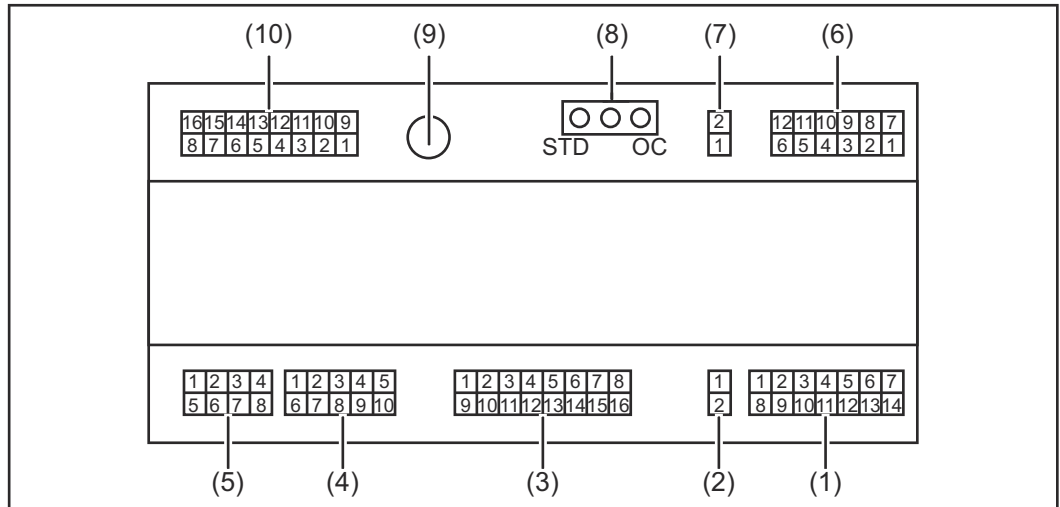 (10) (9) (8) (7) (6)
16 15 14 13 12 11 10 9
8 7 6 5 4 3 2 1
STD OC
2
1
12 11 10 9 8 7
6 5 4 3 2 1
1 2 3 4
5 6 7 8
1 2 3 4 5
6 7 8 9 10
1 2 3 4 5 6 7 8
9 10 11 12 13 14 15 16
1
2
1 2 3 4 5 6 7
8 9 10 11 12 13 14
(5) (4) (3) (2) (1)